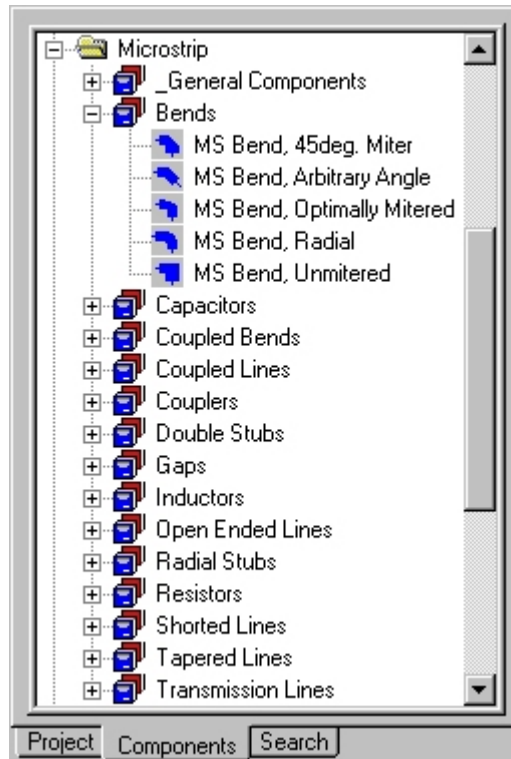 Microstrip
_General Components
Bends
MS Bend, 45deg. Miter
MS Bend, Arbitrary Angle
MS Bend, Optimally Mitered
MS Bend, Radial
MS Bend, Unmitered
Capacitors
Coupled Bends
Coupled Lines
Couplers
Double Stubs
Gaps
Inductors
Open Ended Lines
Radial Stubs
Resistors
Shorted Lines
Tapered Lines
Transmission Lines
Project Components Search